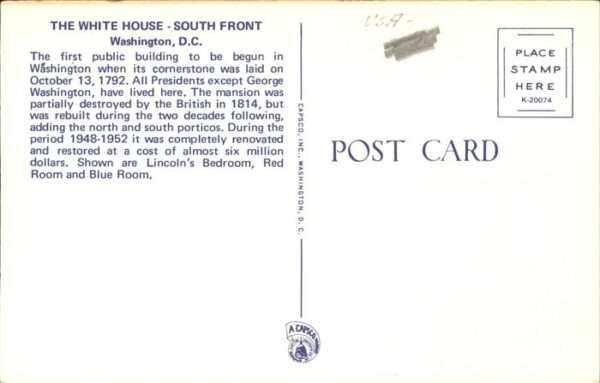 THE WHITE HOUSE - SOUTH FRONT
Washington, D.C.
The first public building to be begun in
Washington when its cornerstone was laid on
October 13, 1792. All Presidents except George
Washington, have lived here. The mansion was
partially destroyed by the British in 1814, but
was rebuilt during the two decades following,
adding the north and south porticos. During the
period 1948-1952 it was completely renovated
and restored at a cost of almost six million
dollars. Shown are Lincoln's Bedroom, Red
Room and Blue Room.
CAPSCO, INC., WASHINGTON, D. C.
A CAPSCO
USA-
PLACE
STAMP
HERE
K-20074
POST CARD